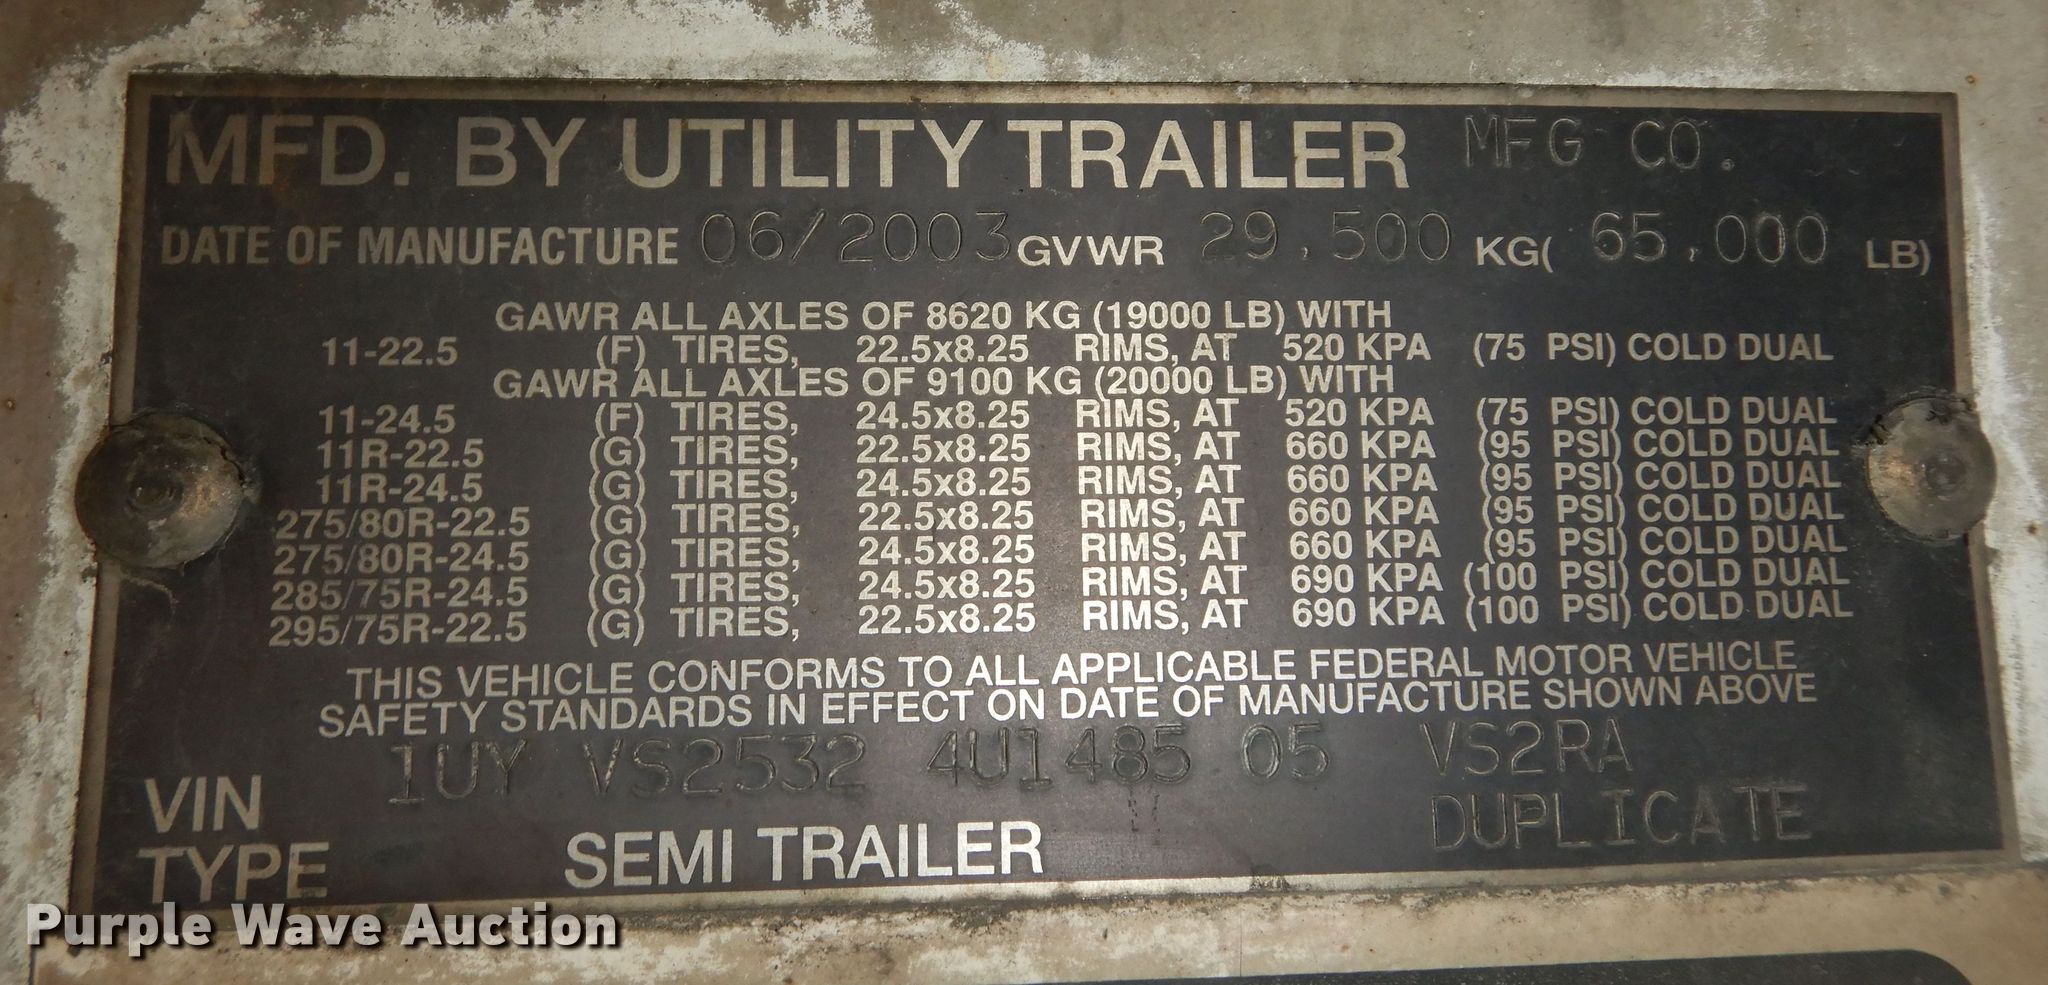 MFD. BY UTILITY TRAILER MFG CO.
DATE OF MANUFACTURE 06/2003 GVWR 29,500 KG( 65,000 LB)
GAWR ALL AXLES OF 8620 KG (19000 LB) WITH
11-22.5 (F) TIRES, 22.5x8.25 RIMS, AT 520 KPA (75 PSI) COLD DUAL
GAWR ALL AXLES OF 9100 KG (20000 LB) WITH
11-24.5 (F) TIRES, 24.5x8.25 RIMS, AT 520 KPA (75 PSI) COLD DUAL
11R-22.5 (G) TIRES, 22.5x8.25 RIMS, AT 660 KPA (95 PSI) COLD DUAL
11R-24.5 (G) TIRES, 24.5x8.25 RIMS, AT 660 KPA (95 PSI) COLD DUAL
275/80R-22.5 (G) TIRES, 22.5x8.25 RIMS, AT 660 KPA (95 PSI) COLD DUAL
275/80R-24.5 (G) TIRES, 24.5x8.25 RIMS, AT 660 KPA (95 PSI) COLD DUAL
285/75R-24.5 (G) TIRES, 24.5x8.25 RIMS, AT 690 KPA (100 PSI) COLD DUAL
295/75R-22.5 (G) TIRES, 22.5x8.25 RIMS, AT 690 KPA (100 PSI) COLD DUAL
THIS VEHICLE CONFORMS TO ALL APPLICABLE FEDERAL MOTOR VEHICLE
SAFETY STANDARDS IN EFFECT ON DATE OF MANUFACTURE SHOWN ABOVE
VIN 1UY VS2532 4U1485 05 VS2RA
TYPE SEMI TRAILER DUPLICATE
Purple Wave Auction